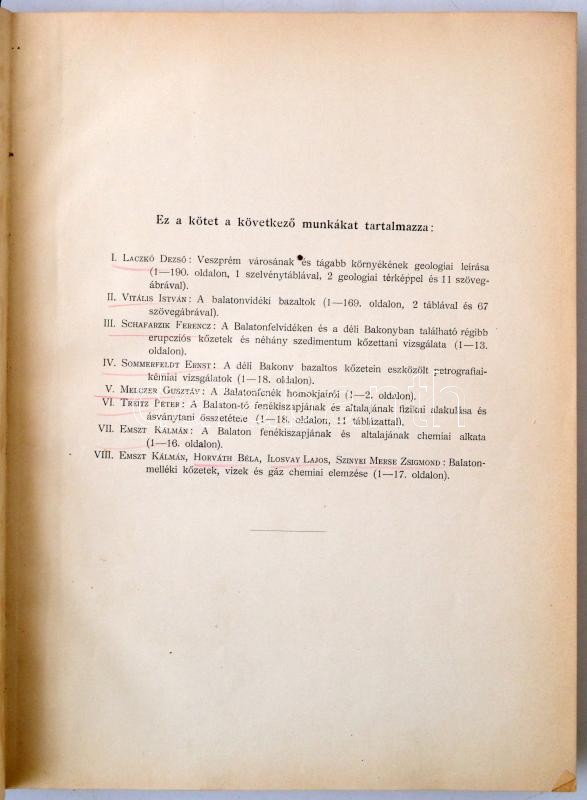 Ez a kötet a következő munkákat tartalmazza:
I. Laczkó Dezső: Veszprém városának és tágabb környékének geologiai leírása
(1—190. oldalon, 1 szelvénytáblával, 2 geologiai térképpel és 11 szöveg-
ábrával).
II. Vitális István: A balatonvidéki bazaltok (1—169. oldalon, 2 táblával és 67
szövegábrával).
III. Schafarzik Ferencz: A Balatonfelvidéken és a déli Bakonyban található régibb
erupcziós kőzetek és néhány szedimentum kőzettani vizsgálata (1—13.
oldalon).
IV. Sommerfeldt Ernst: A déli Bakony bazaltos kőzetein eszközölt petrografiai-
kémiai vizsgálatok (1—18. oldalon).
V. Melczer Gusztáv: A Balatonfenék homokjairól (1—2. oldalon).
VI. Treitz Péter: A Balaton-tó fenékiszapjának és altalajának fizikai alakulása és
ásványtani összetétele (1—18. oldalon, 11 táblázattal).
VII. Emszt Kálmán: A Balaton fenékiszapjának és altalajának chemiai alkata
(1—16. oldalon).
VIII. Emszt Kálmán, Horváth Béla, Ilosvay Lajos, Szinyei Merse Zsigmond: Balaton-
melléki kőzetek, vizek és gáz chemiai elemzése (1—17. oldalon).